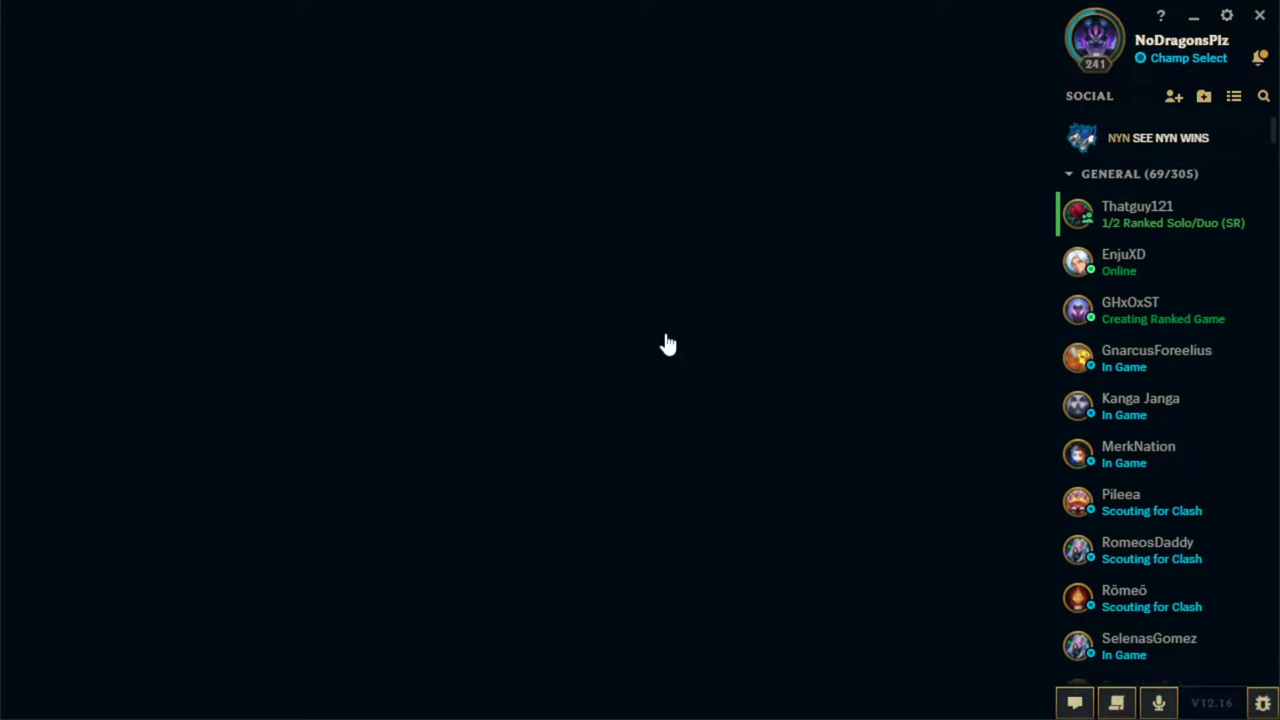 ?
NoDragonsPlz
241
Champ Select
SOCIAL
NYN SEE NYN WINS
GENERAL (69/305)
Thatguy121
1/2 Ranked Solo/Duo (SR)
EnjuXD
Online
GHxOxST
Creating Ranked Game
GnarcusForeelius
In Game
Kanga Janga
In Game
MerkNation
In Game
Pileea
Scouting for Clash
RomeosDaddy
Scouting for Clash
Römeö
Scouting for Clash
SelenasGomez
In Game
V12.16